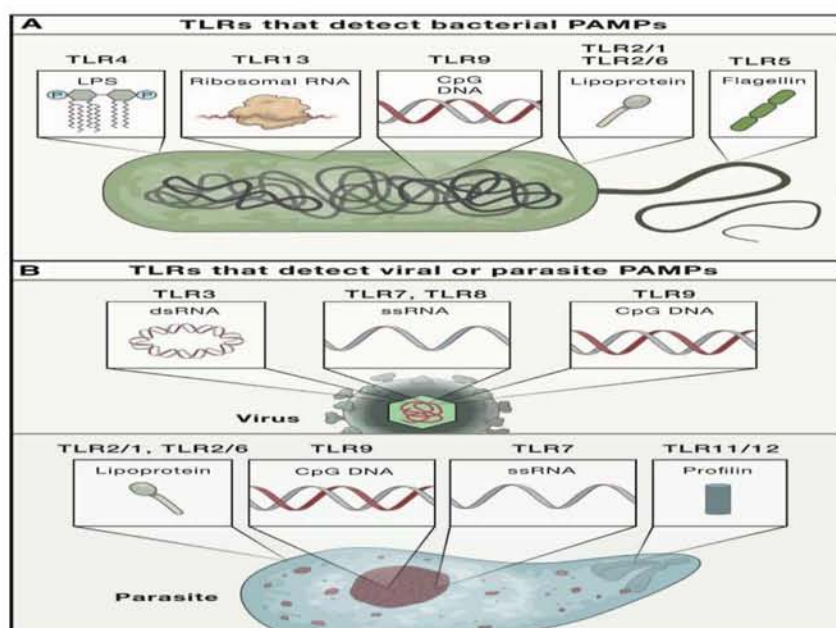 A TLRs that detect bacterial PAMPs
TLR4
LPS
P
P
TLR13
Ribosomal RNA
TLR9
CpG
DNA
TLR2/1
TLR2/6
Lipoprotein
TLR5
Flagellin
B TLRs that detect viral or parasite PAMPs
TLR3
dsRNA
TLR7, TLR8
ssRNA
TLR9
CpG DNA
Virus
TLR2/1, TLR2/6
Lipoprotein
TLR9
CpG DNA
TLR7
ssRNA
TLR11/12
Profilin
Parasite